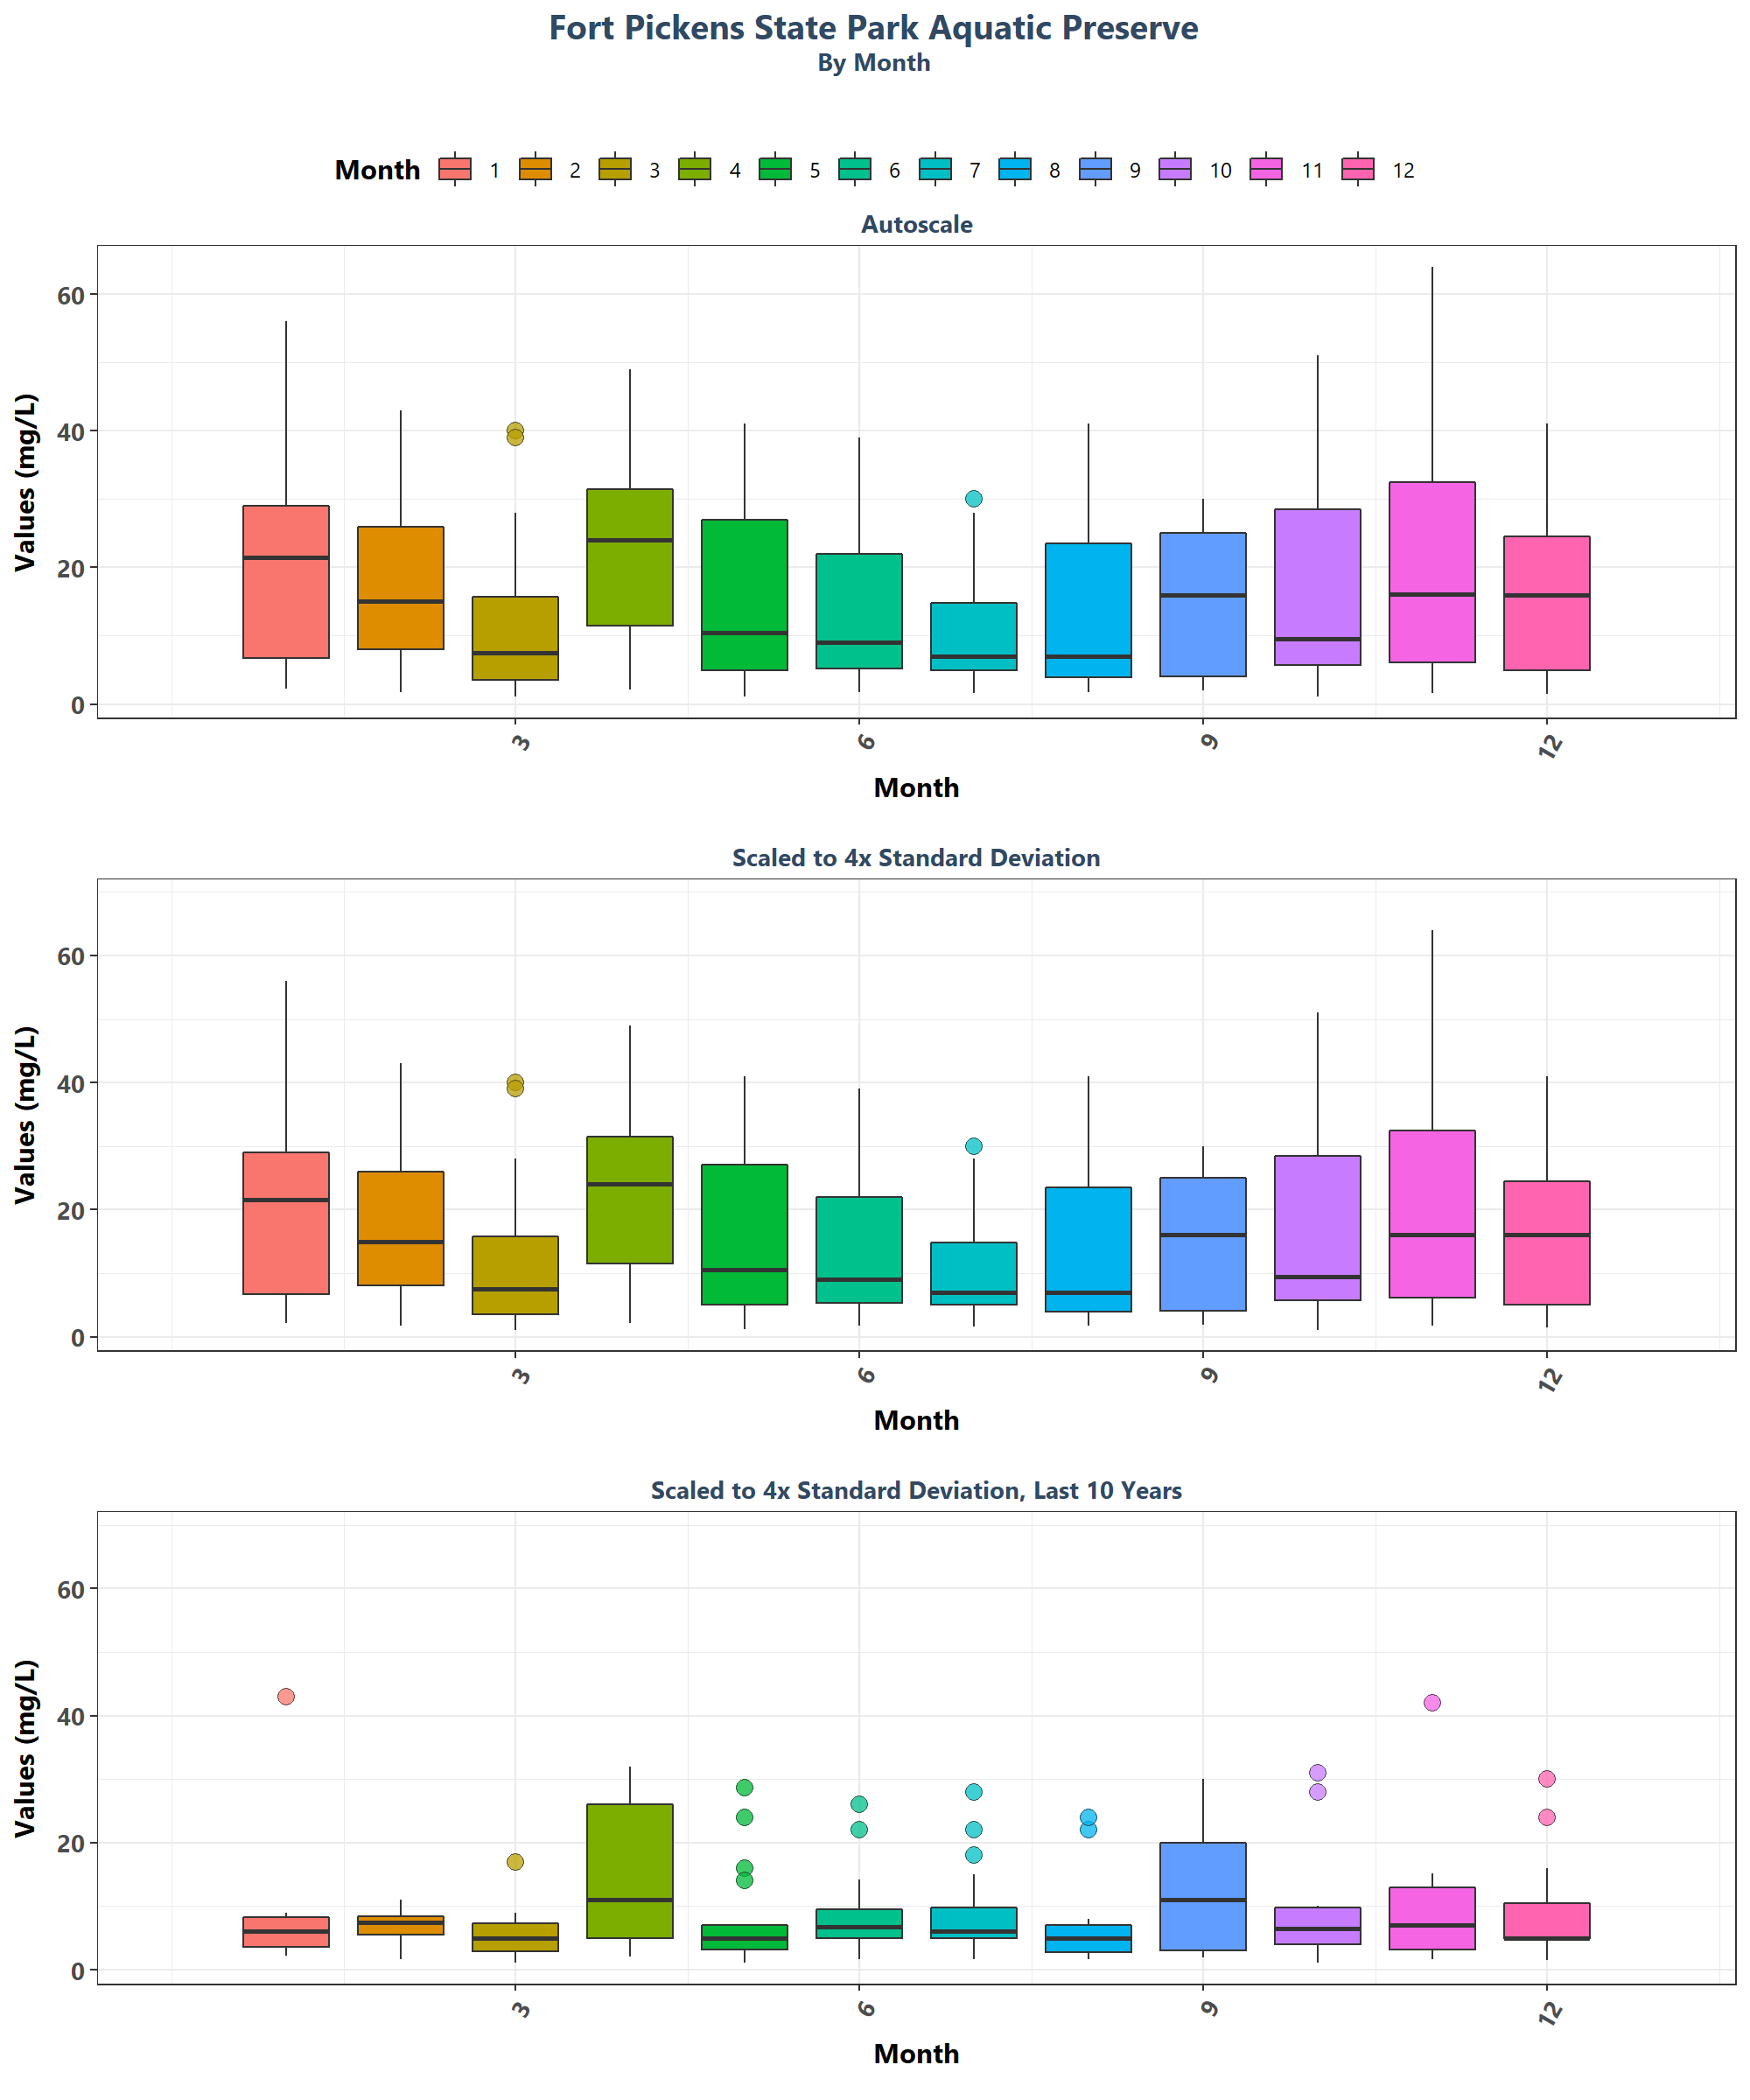 Fort Pickens State Park Aquatic Preserve
By Month
Month 1 2 3 4 5 6 7 8 9 10 11 12
Autoscale
Values (mg/L)
60
40
20
0
3 6 9 12
Month
Scaled to 4x Standard Deviation
Values (mg/L)
60
40
20
0
3 6 9 12
Month
Scaled to 4x Standard Deviation, Last 10 Years
Values (mg/L)
60
40
20
0
3 6 9 12
Month